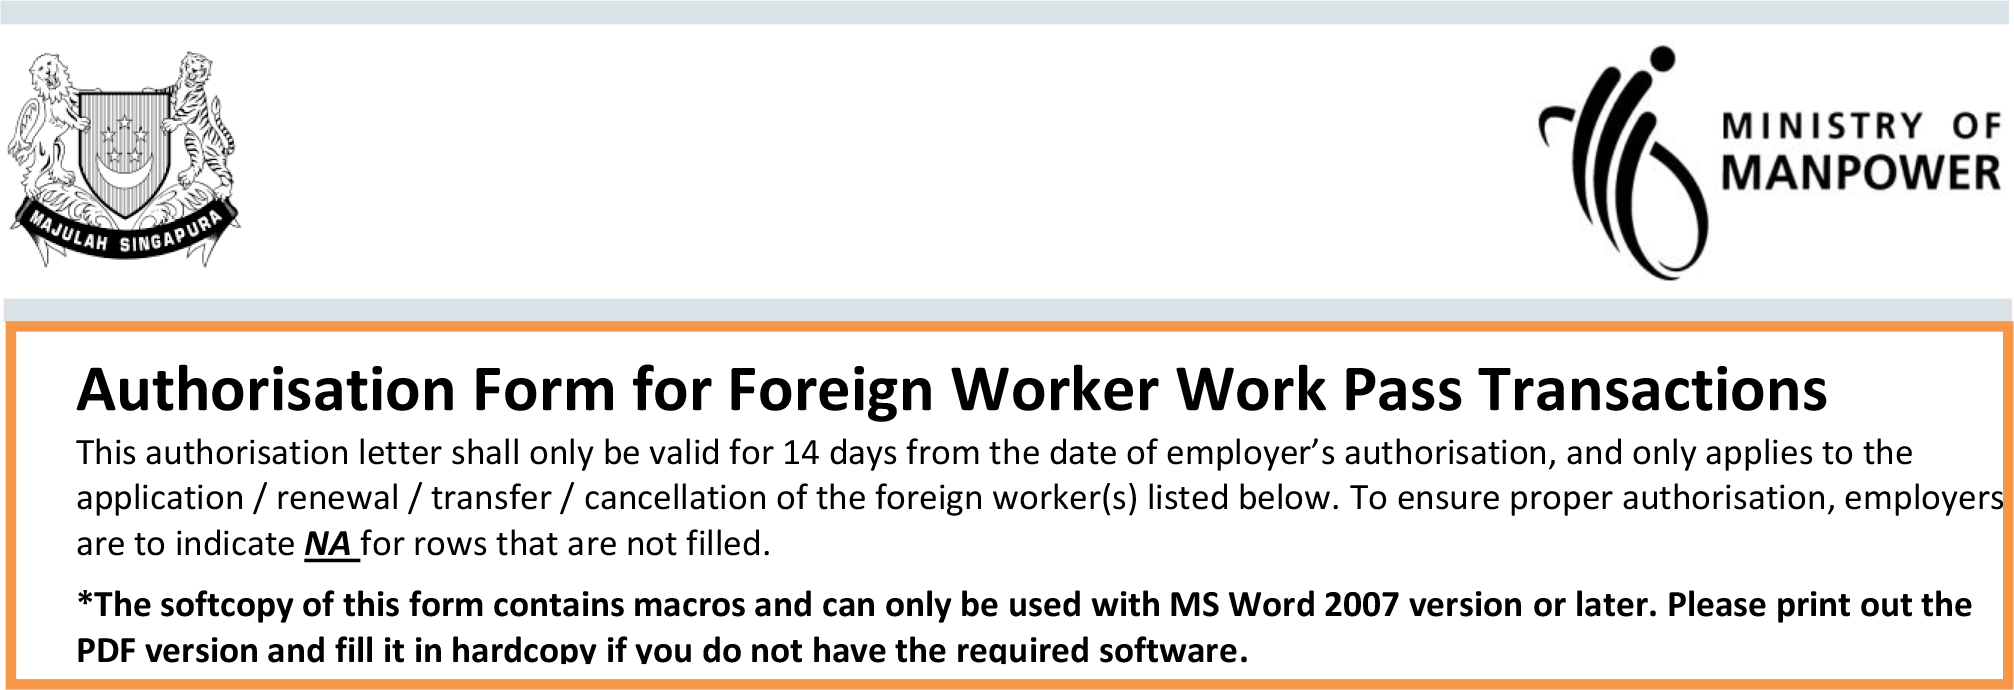 MAJULAH SINGAPURA
MINISTRY OF
MANPOWER
Authorisation Form for Foreign Worker Work Pass Transactions
This authorisation letter shall only be valid for 14 days from the date of employer’s authorisation, and only applies to the
application / renewal / transfer / cancellation of the foreign worker(s) listed below. To ensure proper authorisation, employers
are to indicate NA for rows that are not filled.
*The softcopy of this form contains macros and can only be used with MS Word 2007 version or later. Please print out the
PDF version and fill it in hardcopy if you do not have the required software.